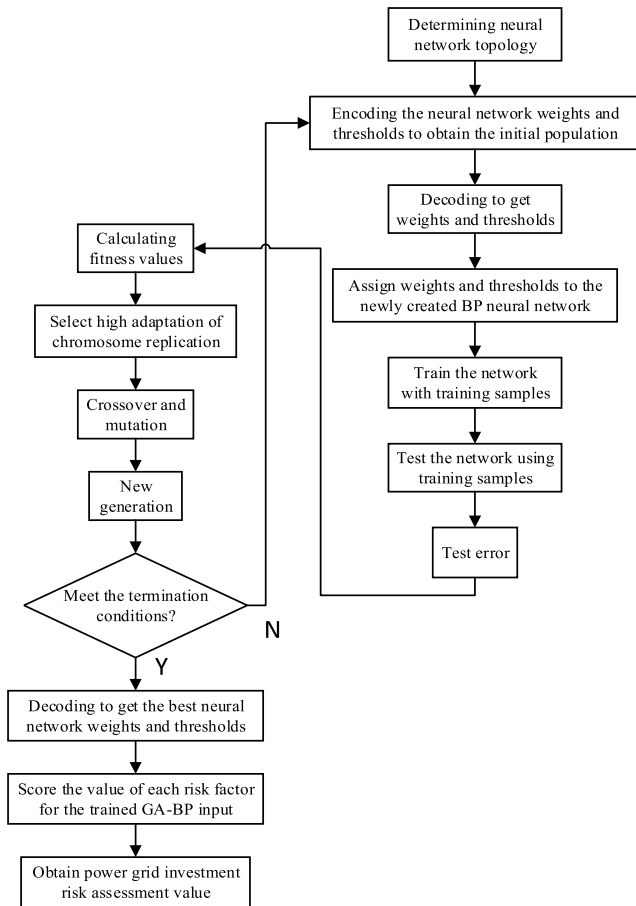 Determining neural
network topology
Encoding the neural network weights and
thresholds to obtain the initial population
Decoding to get
weights and thresholds
Assign weights and thresholds to the
newly created BP neural network
Train the network
with training samples
Test the network using
training samples
Test error
Calculating
fitness values
Select high adaptation of
chromosome replication
Crossover and
mutation
New
generation
Meet the termination
conditions?
N
Y
Decoding to get the best neural
network weights and thresholds
Score the value of each risk factor
for the trained GA-BP input
Obtain power grid investment
risk assessment value